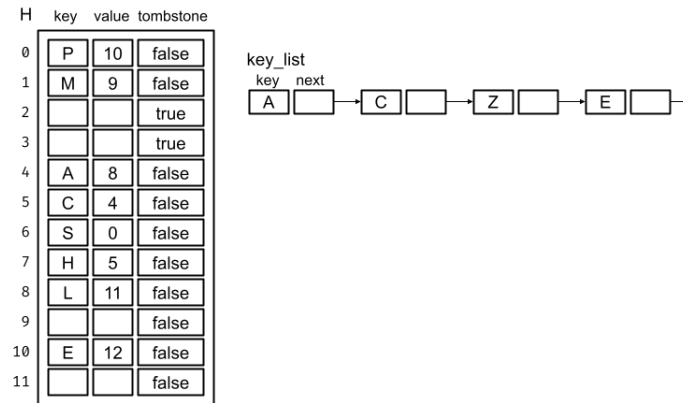 H key value tombstone
0 P 10 false
1 M 9 false
2 true
3 true
4 A 8 false
5 C 4 false
6 S 0 false
7 H 5 false
8 L 11 false
9 false
10 E 12 false
11 false
key_list
key next
A C Z E